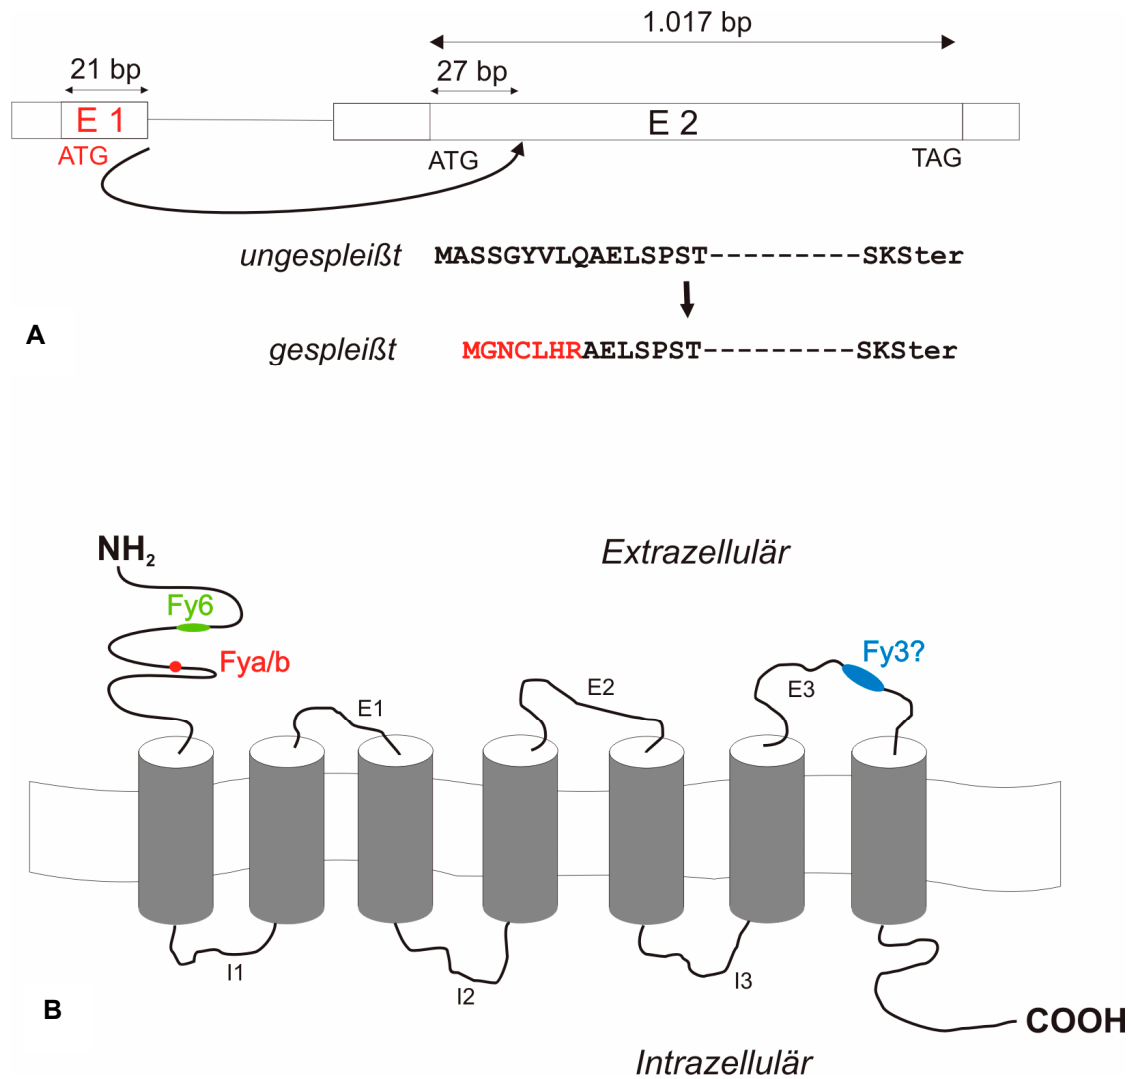 1.017 bp
21 bp
27 bp
E 1
E 2
ATG
ATG
TAG
ungespleißt MASSGYVLQAELSPST---------SKSter
A
gespleißt MGNCLHRAELSPST---------SKSter
NH2
Extrazellulär
Fy6
Fya/b
Fy3?
E1
E2
E3
I1
I2
I3
B
COOH
Intrazellulär